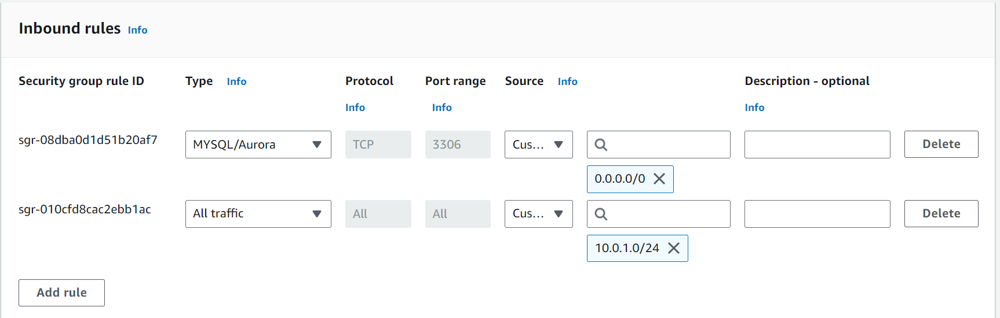 Inbound rules Info
Security group rule ID Type Info Protocol Port range Source Info Description - optional
Info Info Info
sgr-08dba0d1d51b20af7 MYSQL/Aurora TCP 3306 Cus... Delete
0.0.0.0/0
sgr-010cfd8cac2ebb1ac All traffic All All Cus... Delete
10.0.1.0/24
Add rule